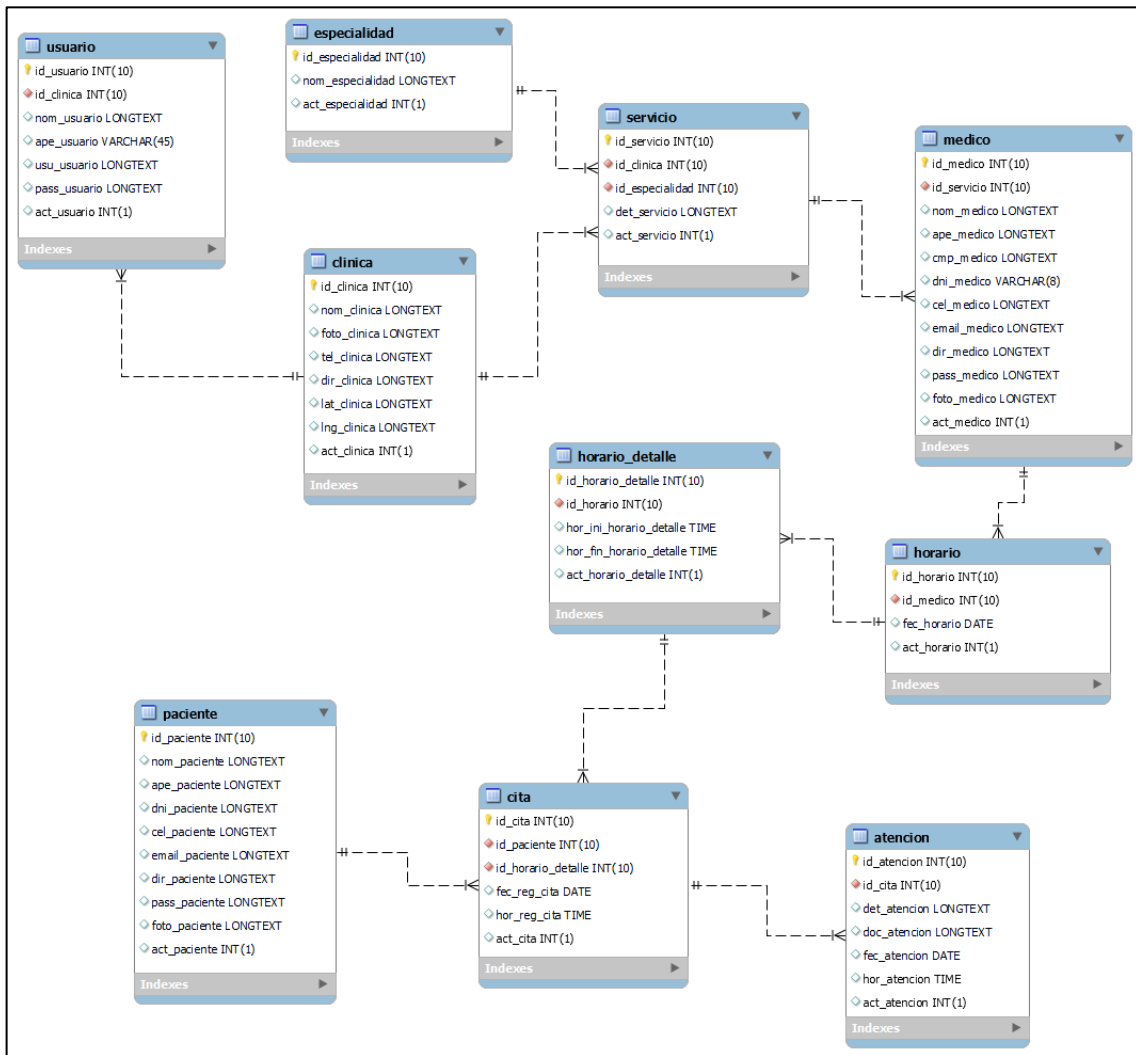 usuario
id_usuario INT(10)
id_clinica INT(10)
nom_usuario LONGTEXT
ape_usuario VARCHAR(45)
usu_usuario LONGTEXT
pass_usuario LONGTEXT
act_usuario INT(1)
Indexes
especialidad
id_especialidad INT(10)
nom_especialidad LONGTEXT
act_especialidad INT(1)
Indexes
servicio
id_servicio INT(10)
id_clinica INT(10)
id_especialidad INT(10)
det_servicio LONGTEXT
act_servicio INT(1)
Indexes
medico
id_medico INT(10)
id_servicio INT(10)
nom_medico LONGTEXT
ape_medico LONGTEXT
cmp_medico LONGTEXT
dni_medico VARCHAR(8)
cel_medico LONGTEXT
email_medico LONGTEXT
dir_medico LONGTEXT
pass_medico LONGTEXT
foto_medico LONGTEXT
act_medico INT(1)
Indexes
clinica
id_clinica INT(10)
nom_clinica LONGTEXT
foto_clinica LONGTEXT
tel_clinica LONGTEXT
dir_clinica LONGTEXT
lat_clinica LONGTEXT
lng_clinica LONGTEXT
act_clinica INT(1)
Indexes
horario_detalle
id_horario_detalle INT(10)
id_horario INT(10)
hor_ini_horario_detalle TIME
hor_fin_horario_detalle TIME
act_horario_detalle INT(1)
Indexes
horario
id_horario INT(10)
id_medico INT(10)
fec_horario DATE
act_horario INT(1)
Indexes
paciente
id_paciente INT(10)
nom_paciente LONGTEXT
ape_paciente LONGTEXT
dni_paciente LONGTEXT
cel_paciente LONGTEXT
email_paciente LONGTEXT
dir_paciente LONGTEXT
pass_paciente LONGTEXT
foto_paciente LONGTEXT
act_paciente INT(1)
Indexes
cita
id_cita INT(10)
id_paciente INT(10)
id_horario_detalle INT(10)
fec_reg_cita DATE
hor_reg_cita TIME
act_cita INT(1)
Indexes
atencion
id_atencion INT(10)
id_cita INT(10)
det_atencion LONGTEXT
doc_atencion LONGTEXT
fec_atencion DATE
hor_atencion TIME
act_atencion INT(1)
Indexes